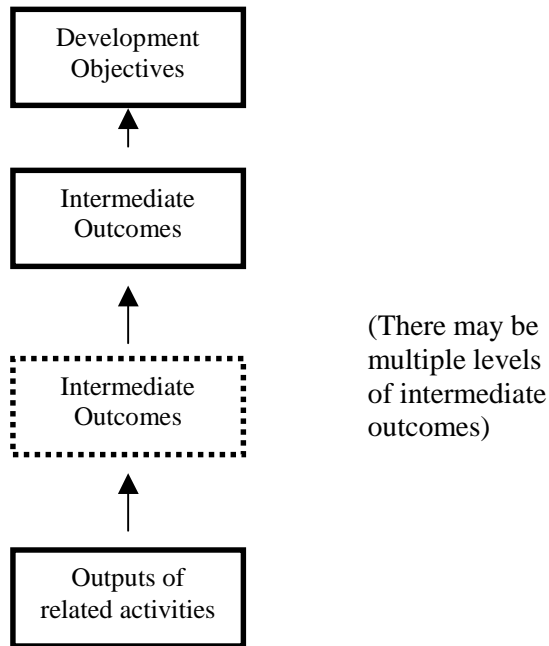 Development
Objectives
Intermediate
Outcomes
Intermediate
Outcomes
(There may be
multiple levels
of intermediate
outcomes)
Outputs of
related activities